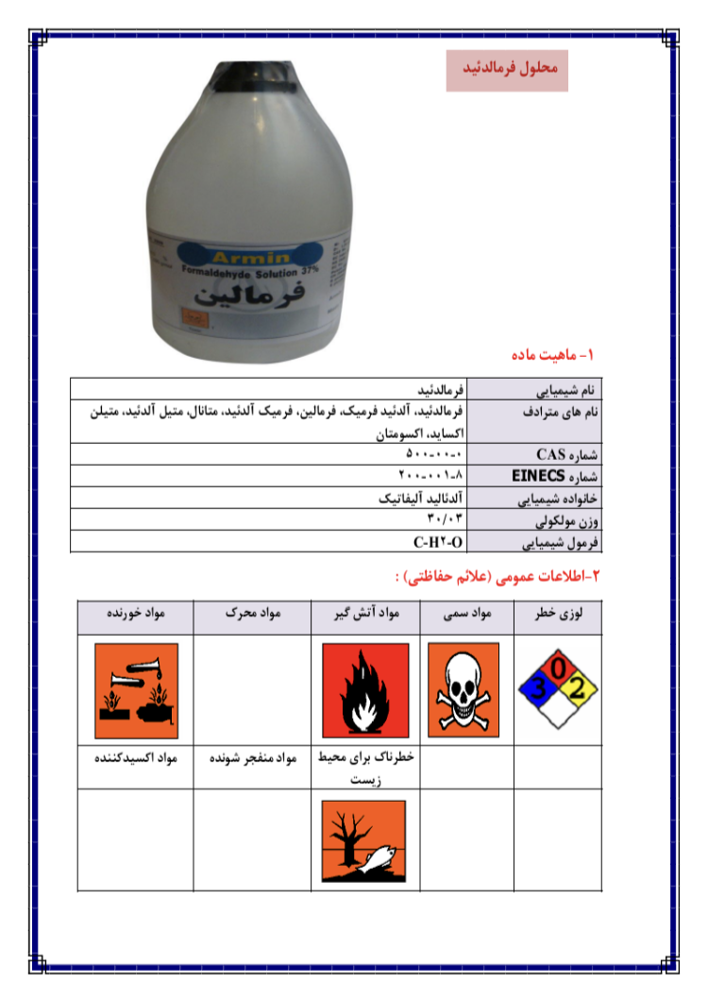 محلول فرمالدئید
Armin
Formaldehyde Solution 37%
فرمالین
۱- ماهیت ماده
نام شیمیایی فرمالدئید
نام های مترادف فرمالدئید، آلدئید فرمیک، فرمالین، فرمیک آلدئید، متانال، متیل آلدئید، متیلن
اکساید، اکسومتان
شماره CAS ۵۰۰-۰۰-۰
شماره EINECS ۲۰۰-۰۰۱-۸
خانواده شیمیایی آلدئالید آلیفاتیک
وزن مولکولی ۳۰/۰۳
فرمول شیمیایی C-H۲-O
۲-اطلاعات عمومی (علائم حفاظتی) :
لوزی خطر مواد سمی مواد آتش گیر مواد محرک مواد خورنده
0
3 2
خطرناک برای محیط مواد منفجر شونده مواد اکسیدکننده
زیست